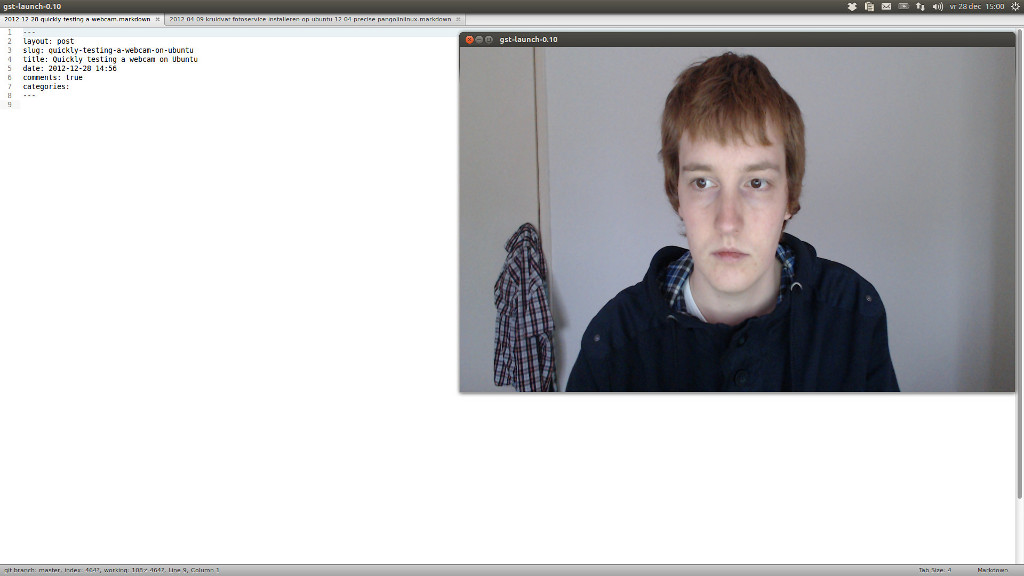 gst-launch-0.10
vr 28 dec 15:00
2012-12-28 quickly testing a webcam.markdown
2012-04-09 kruidvar fotoservice installeren op ubuntu 12.04 precise pangolinlinux.markdown
1 ---
2 layout: post
3 slug: quickly-testing-a-webcam-on-ubuntu
4 title: Quickly testing a webcam on Ubuntu
5 date: 2012-12-28 14:56
6 comments: true
7 categories:
8 ---
9
gst-launch-0.10
git branch: master, index: 464?, working: 464?, Line 9, Column 1
Tab Size: 4
Markdown